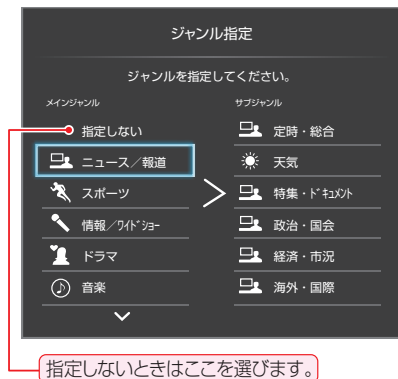 ジャンル指定
ジャンルを指定してください。
メインジャンル
指定しない
ニュース／報道
スポーツ
情報／ワイドショー
ドラマ
音楽
サブジャンル
定時・総合
天気
特集・ドキュメント
政治・国会
経済・市況
海外・国際
指定しないときはここを選びます。